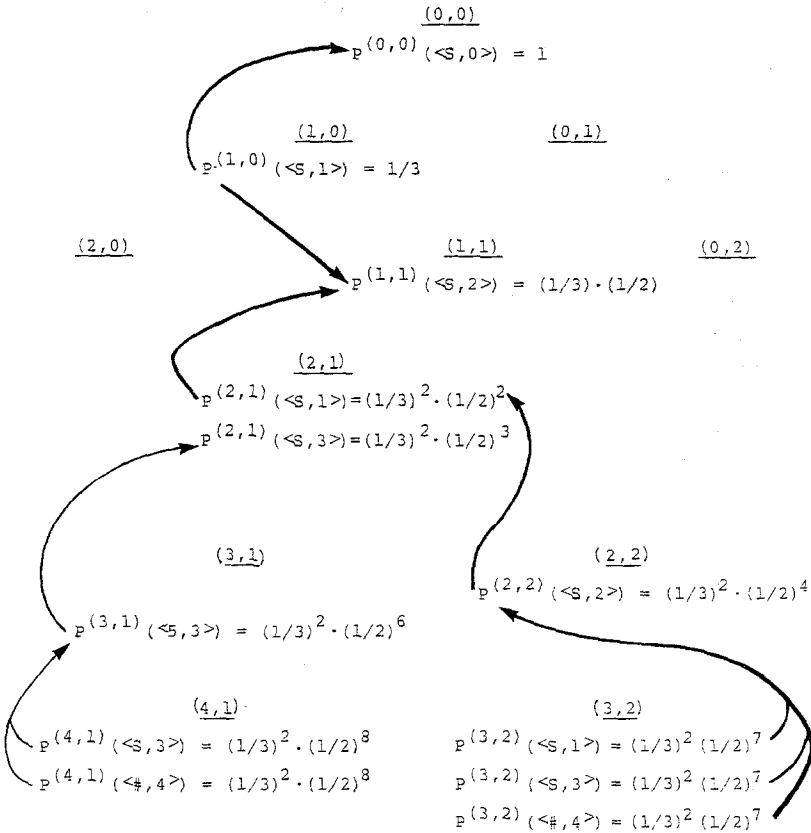 (0,0)
P^(0,0) (<S,0>) = 1
(1,0) (0,1)
P^(1,0) (<S,1>) = 1/3
(2,0) (1,1) (0,2)
P^(1,1) (<S,2>) = (1/3)·(1/2)
(2,1)
P^(2,1) (<S,1>)=(1/3)^2·(1/2)^2
P^(2,1) (<S,3>)=(1/3)^2·(1/2)^3
(3,1) (2,2)
P^(2,2) (<S,2>) = (1/3)^2·(1/2)^4
P^(3,1) (<5,3>) = (1/3)^2·(1/2)^6
(4,1) (3,2)
P^(4,1) (<S,3>) = (1/3)^2·(1/2)^8 P^(3,2) (<S,1>) = (1/3)^2 (1/2)^7
P^(4,1) (<#,4>) = (1/3)^2·(1/2)^8 P^(3,2) (<S,3>) = (1/3)^2 (1/2)^7
P^(3,2) (<#,4>) = (1/3)^2 (1/2)^7